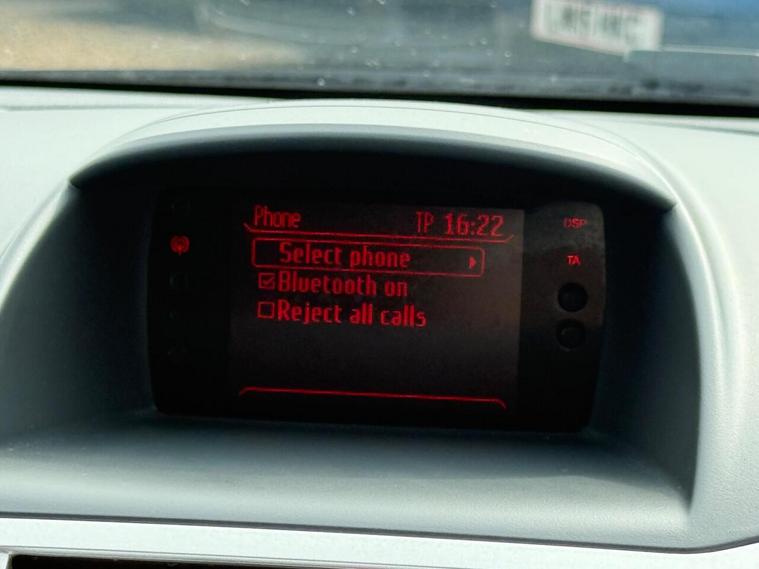 Phone TP 16:22
DSP
Select phone
TA
Bluetooth on
Reject all calls